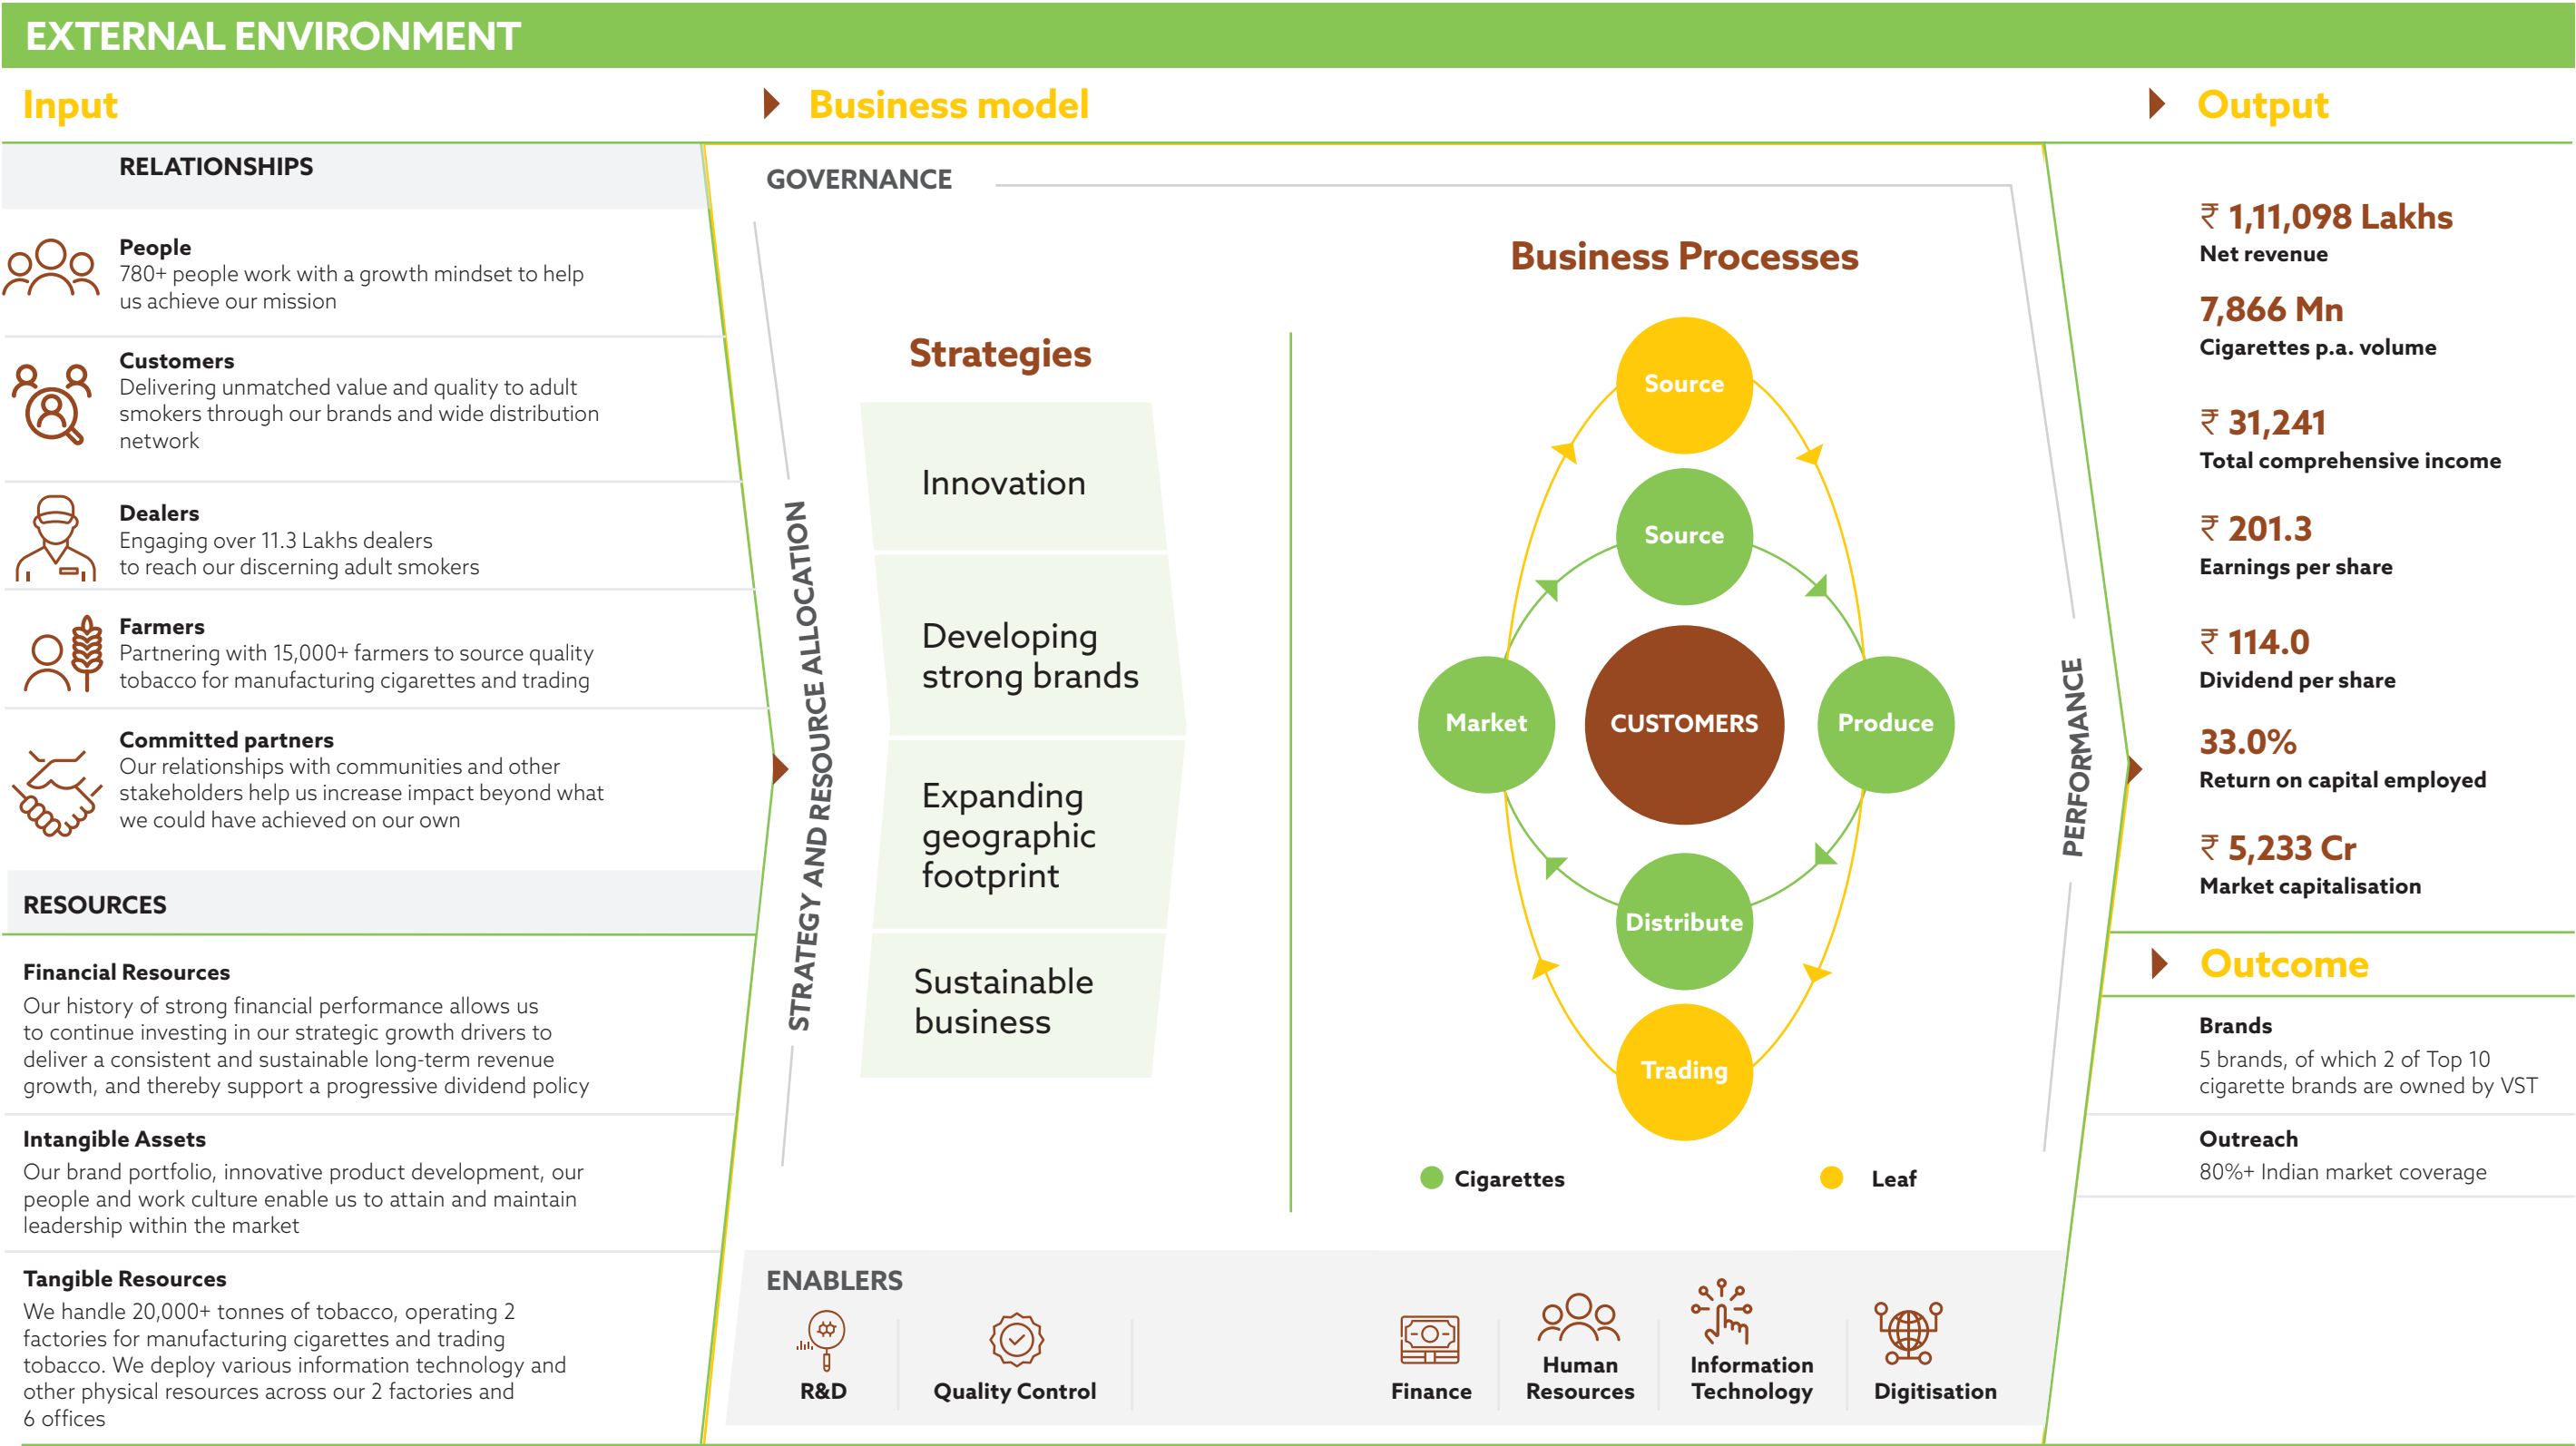 EXTERNAL ENVIRONMENT
Input
Business model
Output
RELATIONSHIPS
People
780+ people work with a growth mindset to help
us achieve our mission
Customers
Delivering unmatched value and quality to adult
smokers through our brands and wide distribution
network
Dealers
Engaging over 11.3 Lakhs dealers
to reach our discerning adult smokers
Farmers
Partnering with 15,000+ farmers to source quality
tobacco for manufacturing cigarettes and trading
Committed partners
Our relationships with communities and other
stakeholders help us increase impact beyond what
we could have achieved on our own
RESOURCES
Financial Resources
Our history of strong financial performance allows us
to continue investing in our strategic growth drivers to
deliver a consistent and sustainable long-term revenue
growth, and thereby support a progressive dividend policy
Intangible Assets
Our brand portfolio, innovative product development, our
people and work culture enable us to attain and maintain
leadership within the market
Tangible Resources
We handle 20,000+ tonnes of tobacco, operating 2
factories for manufacturing cigarettes and trading
tobacco. We deploy various information technology and
other physical resources across our 2 factories and
6 offices
GOVERNANCE
STRATEGY AND RESOURCE ALLOCATION
Strategies
Innovation
Developing
strong brands
Expanding
geographic
footprint
Sustainable
business
Business Processes
Source
Source
Market
CUSTOMERS
Produce
Distribute
Trading
Cigarettes
Leaf
PERFORMANCE
ENABLERS
R&D
Quality Control
Finance
Human
Resources
Information
Technology
Digitisation
₹ 1,11,098 Lakhs
Net revenue
7,866 Mn
Cigarettes p.a. volume
₹ 31,241
Total comprehensive income
₹ 201.3
Earnings per share
₹ 114.0
Dividend per share
33.0%
Return on capital employed
₹ 5,233 Cr
Market capitalisation
Outcome
Brands
5 brands, of which 2 of Top 10
cigarette brands are owned by VST
Outreach
80%+ Indian market coverage